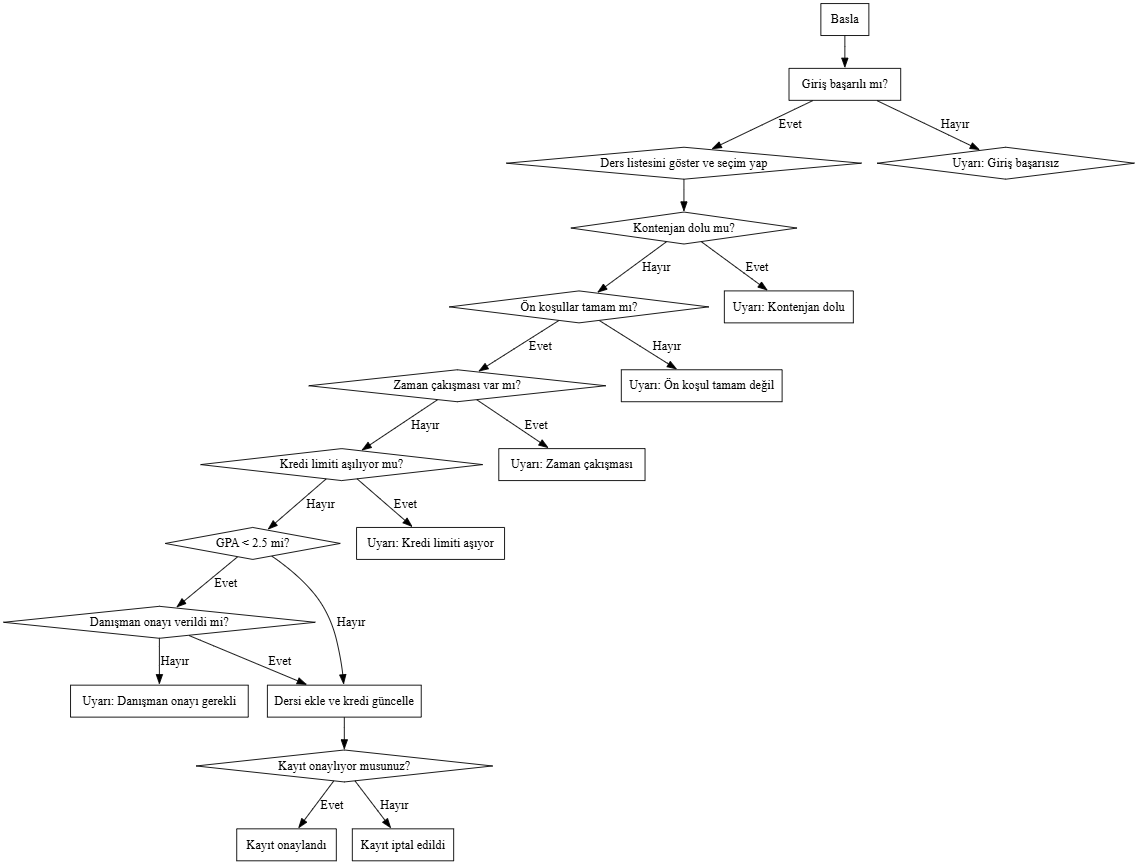 Basla
Giriş başarılı mı?
Evet
Hayır
Ders listesini göster ve seçim yap
Uyarı: Giriş başarısız
Kontenjan dolu mu?
Hayır
Evet
Ön koşullar tamam mı?
Uyarı: Kontenjan dolu
Evet
Hayır
Zaman çakışması var mı?
Uyarı: Ön koşul tamam değil
Hayır
Evet
Kredi limiti aşılıyor mu?
Uyarı: Zaman çakışması
Hayır
Evet
GPA < 2.5 mi?
Uyarı: Kredi limiti aşıyor
Evet
Hayır
Danışman onayı verildi mi?
Hayır
Evet
Uyarı: Danışman onayı gerekli
Dersi ekle ve kredi güncelle
Kayıt onaylıyor musunuz?
Evet
Hayır
Kayıt onaylandı
Kayıt iptal edildi